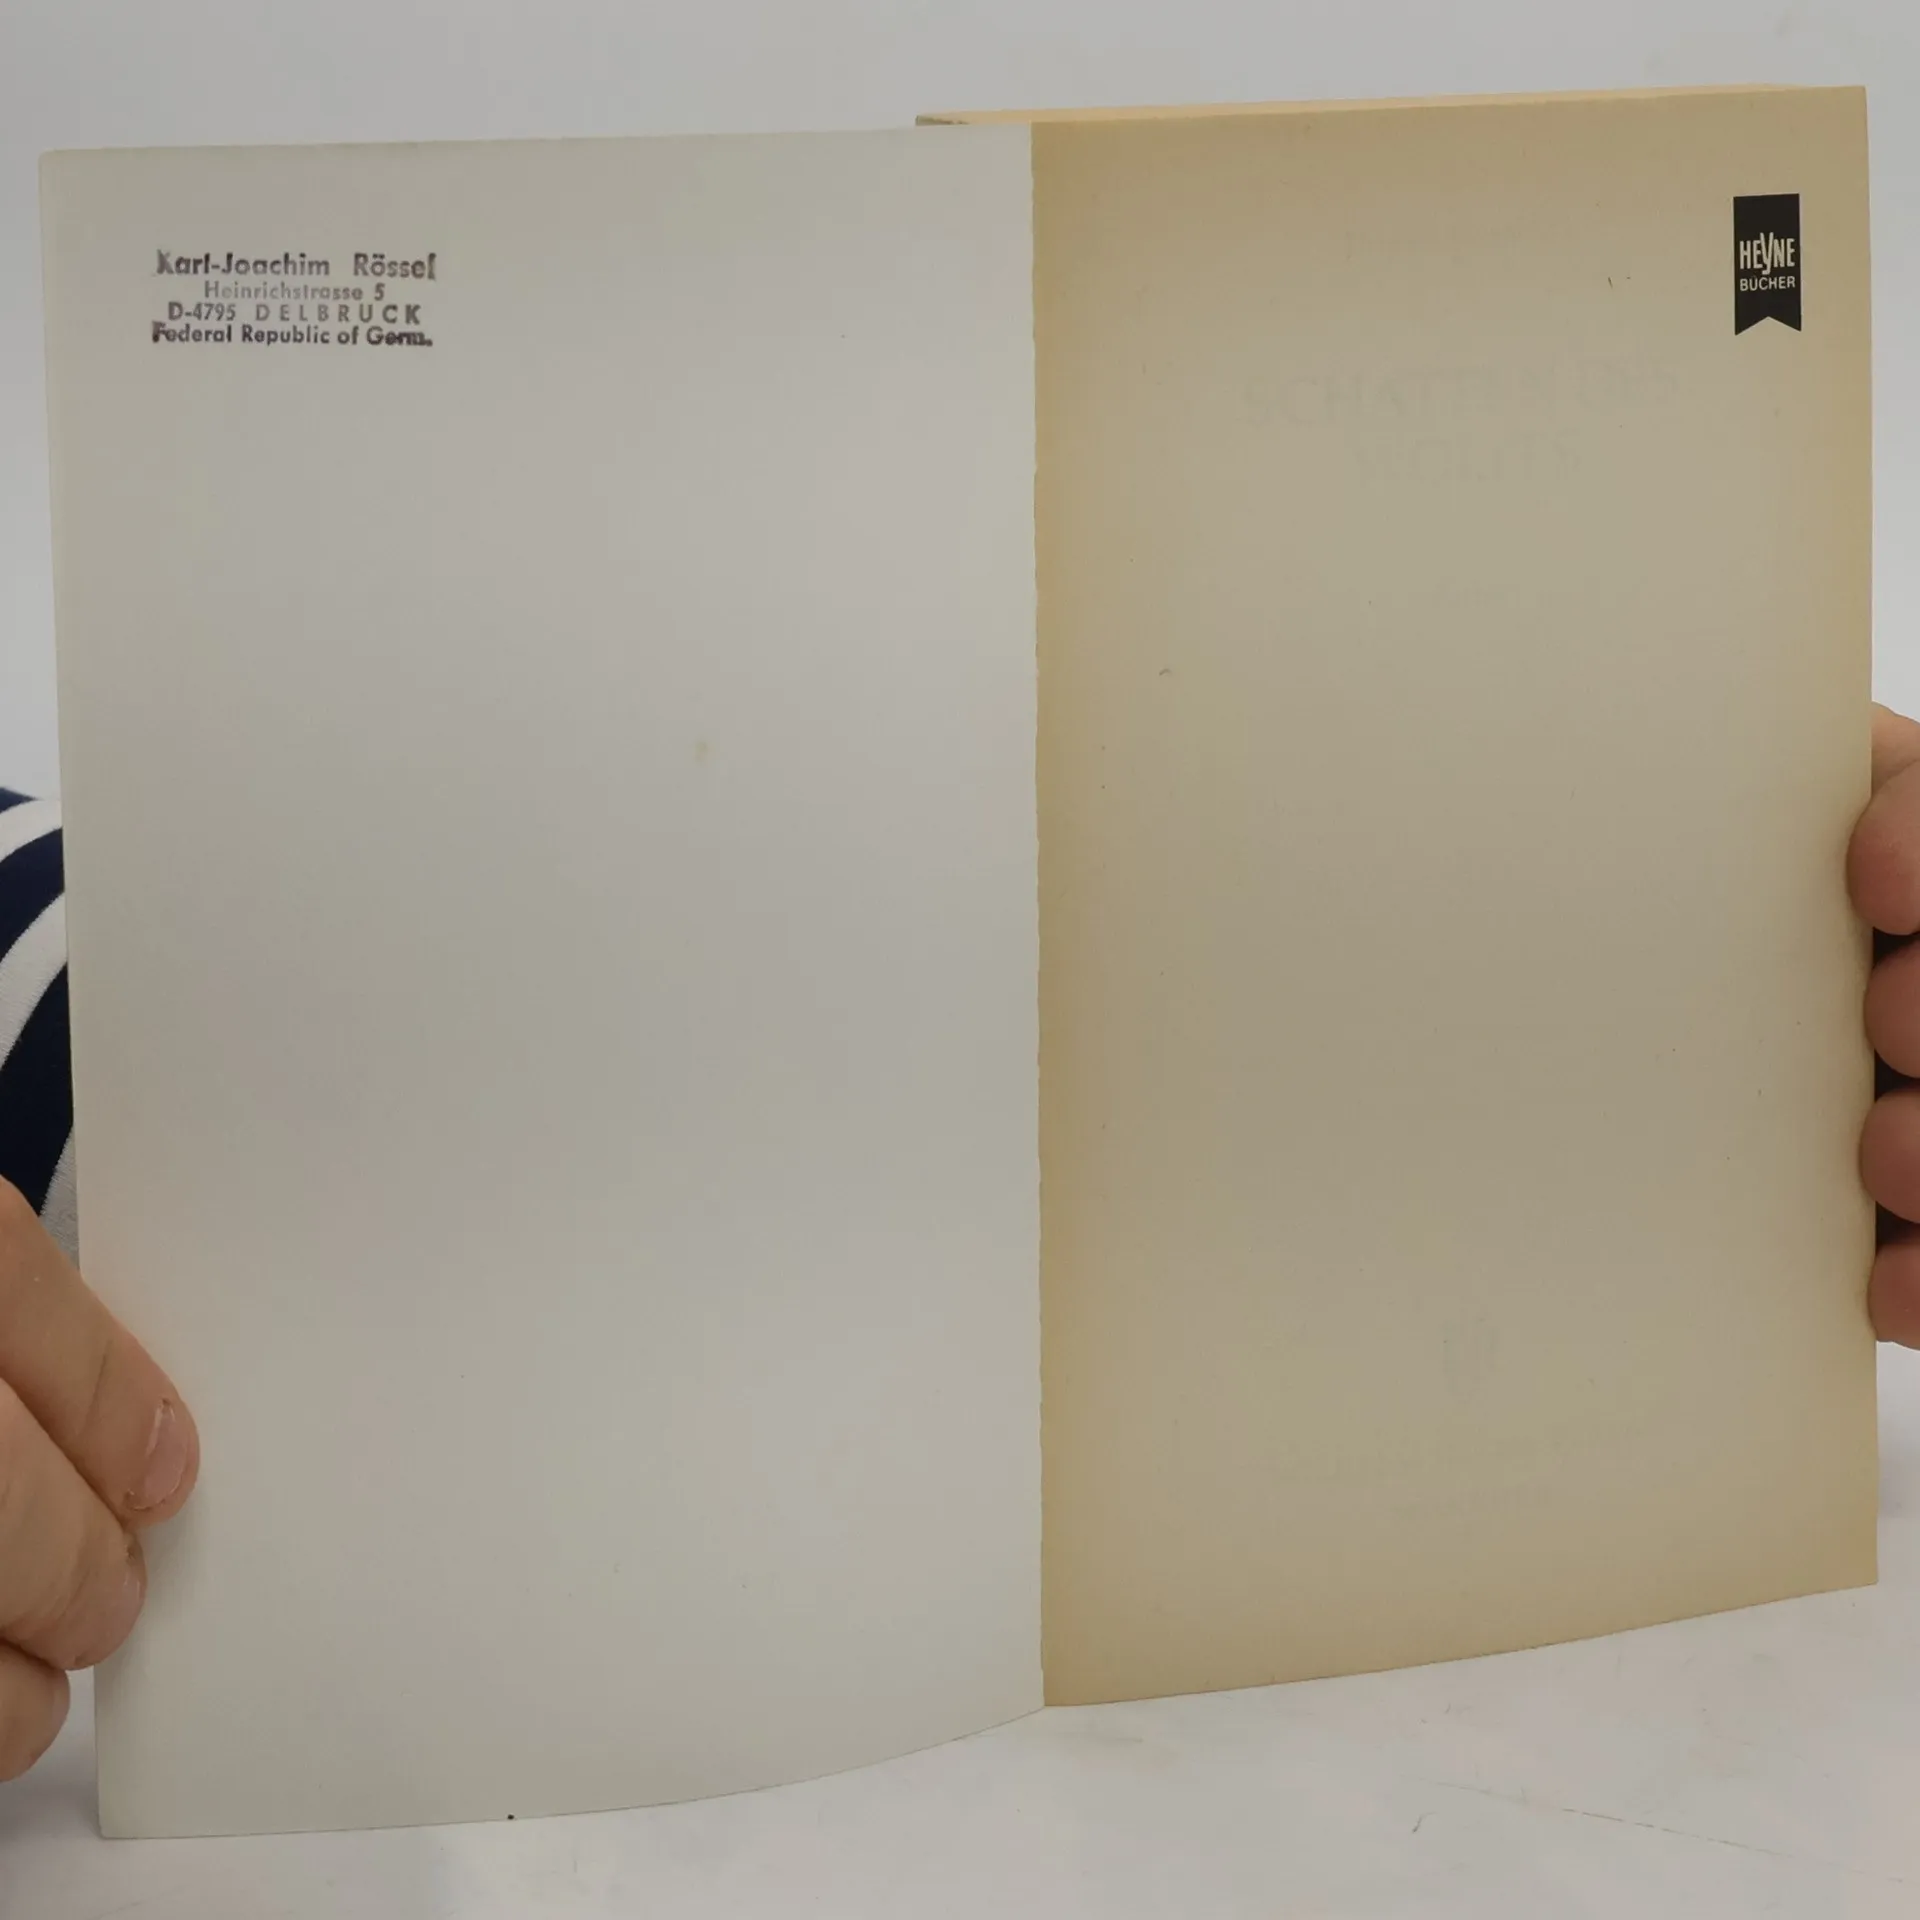 Karl-Joachim Rössel
Heinrichstrasse 5
D-4795 DELBRUCK
Federal Republic of Germ.
HEYNE
BÜCHER